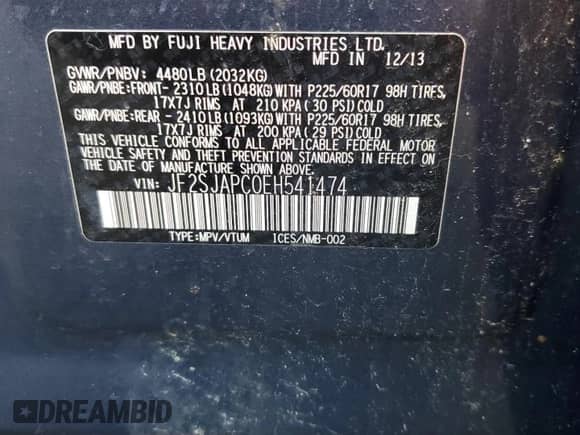 MFD BY FUJI HEAVY INDUSTRIES LTD.
MFD IN 12/13
GVWR/PNBV: 4480LB (2032KG)
GAWR/PNBE:FRONT- 2310LB(1048KG)WITH P225/60R17 98H TIRES,
17X7J RIMS AT 210 KPA(30 PSI)COLD
GAWR/PNBE:REAR - 2410LB(1093KG)WITH P225/60R17 98H TIRES,
17X7J RIMS AT 200 KPA(29 PSI)COLD
THIS VEHICLE CONFORMS TO ALL APPLICABLE FEDERAL MOTOR
VEHICLE SAFETY AND THEFT PREVENTION STANDARDS IN EFFECT ON
THE DATE OF MANUFACTURE SHOWN ABOVE.
VIN: JF2SJAPC0EH541474
TYPE:MPV/VTUM ICES/NMB-002
DREAMBID